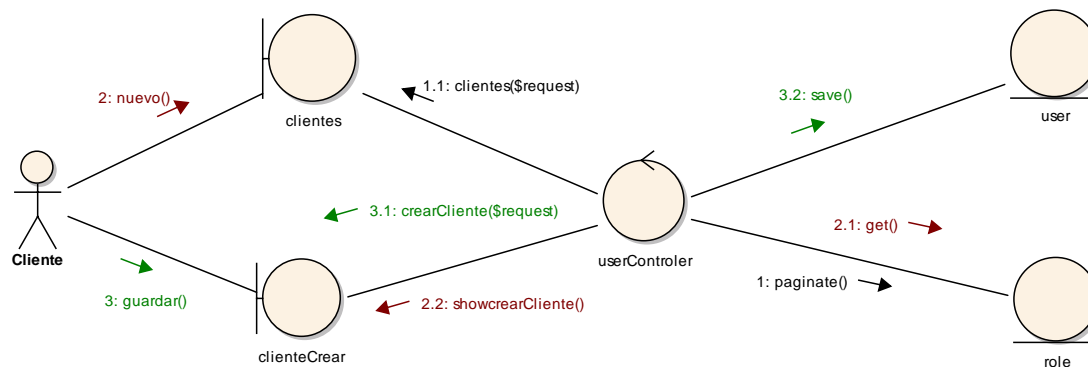 2: nuevo()
clientes
1.1: clientes($request)
3.2: save()
user
Cliente
3.1: crearCliente($request)
userControler
2.1: get()
3: guardar()
clienteCrear
2.2: showcrearCliente()
1: paginate()
role